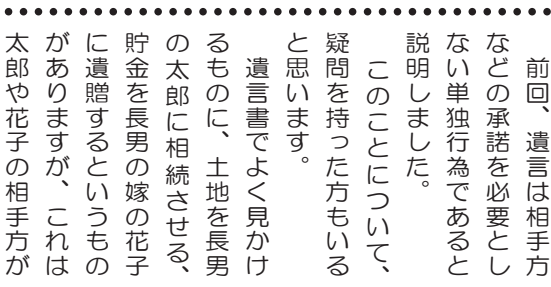 前回、遺言は相手方
などの承諾を必要とし
ない単独行為であると
説明しました。
　このことについて、
疑問を持った方もいる
と思います。
　遺言書でよく見かけ
るものに、土地を長男
の太郎に相続させる、
貯金を長男の嫁の花子
に遺贈するというもの
がありますが、これは
太郎や花子の相手方が